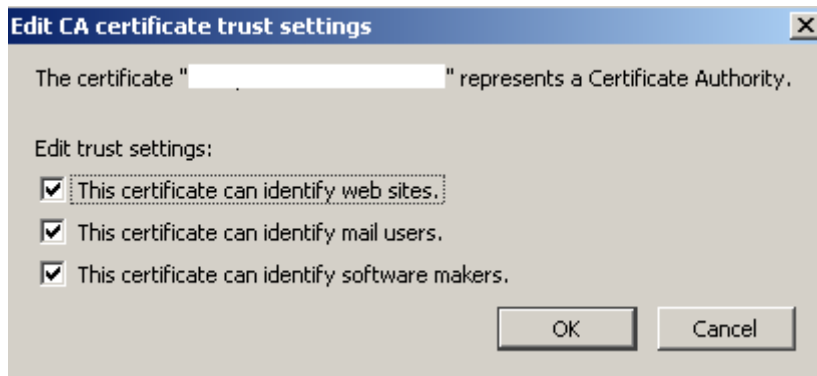 Edit CA certificate trust settings
The certificate " " represents a Certificate Authority.
Edit trust settings:
This certificate can identify web sites.
This certificate can identify mail users.
This certificate can identify software makers.
OK Cancel